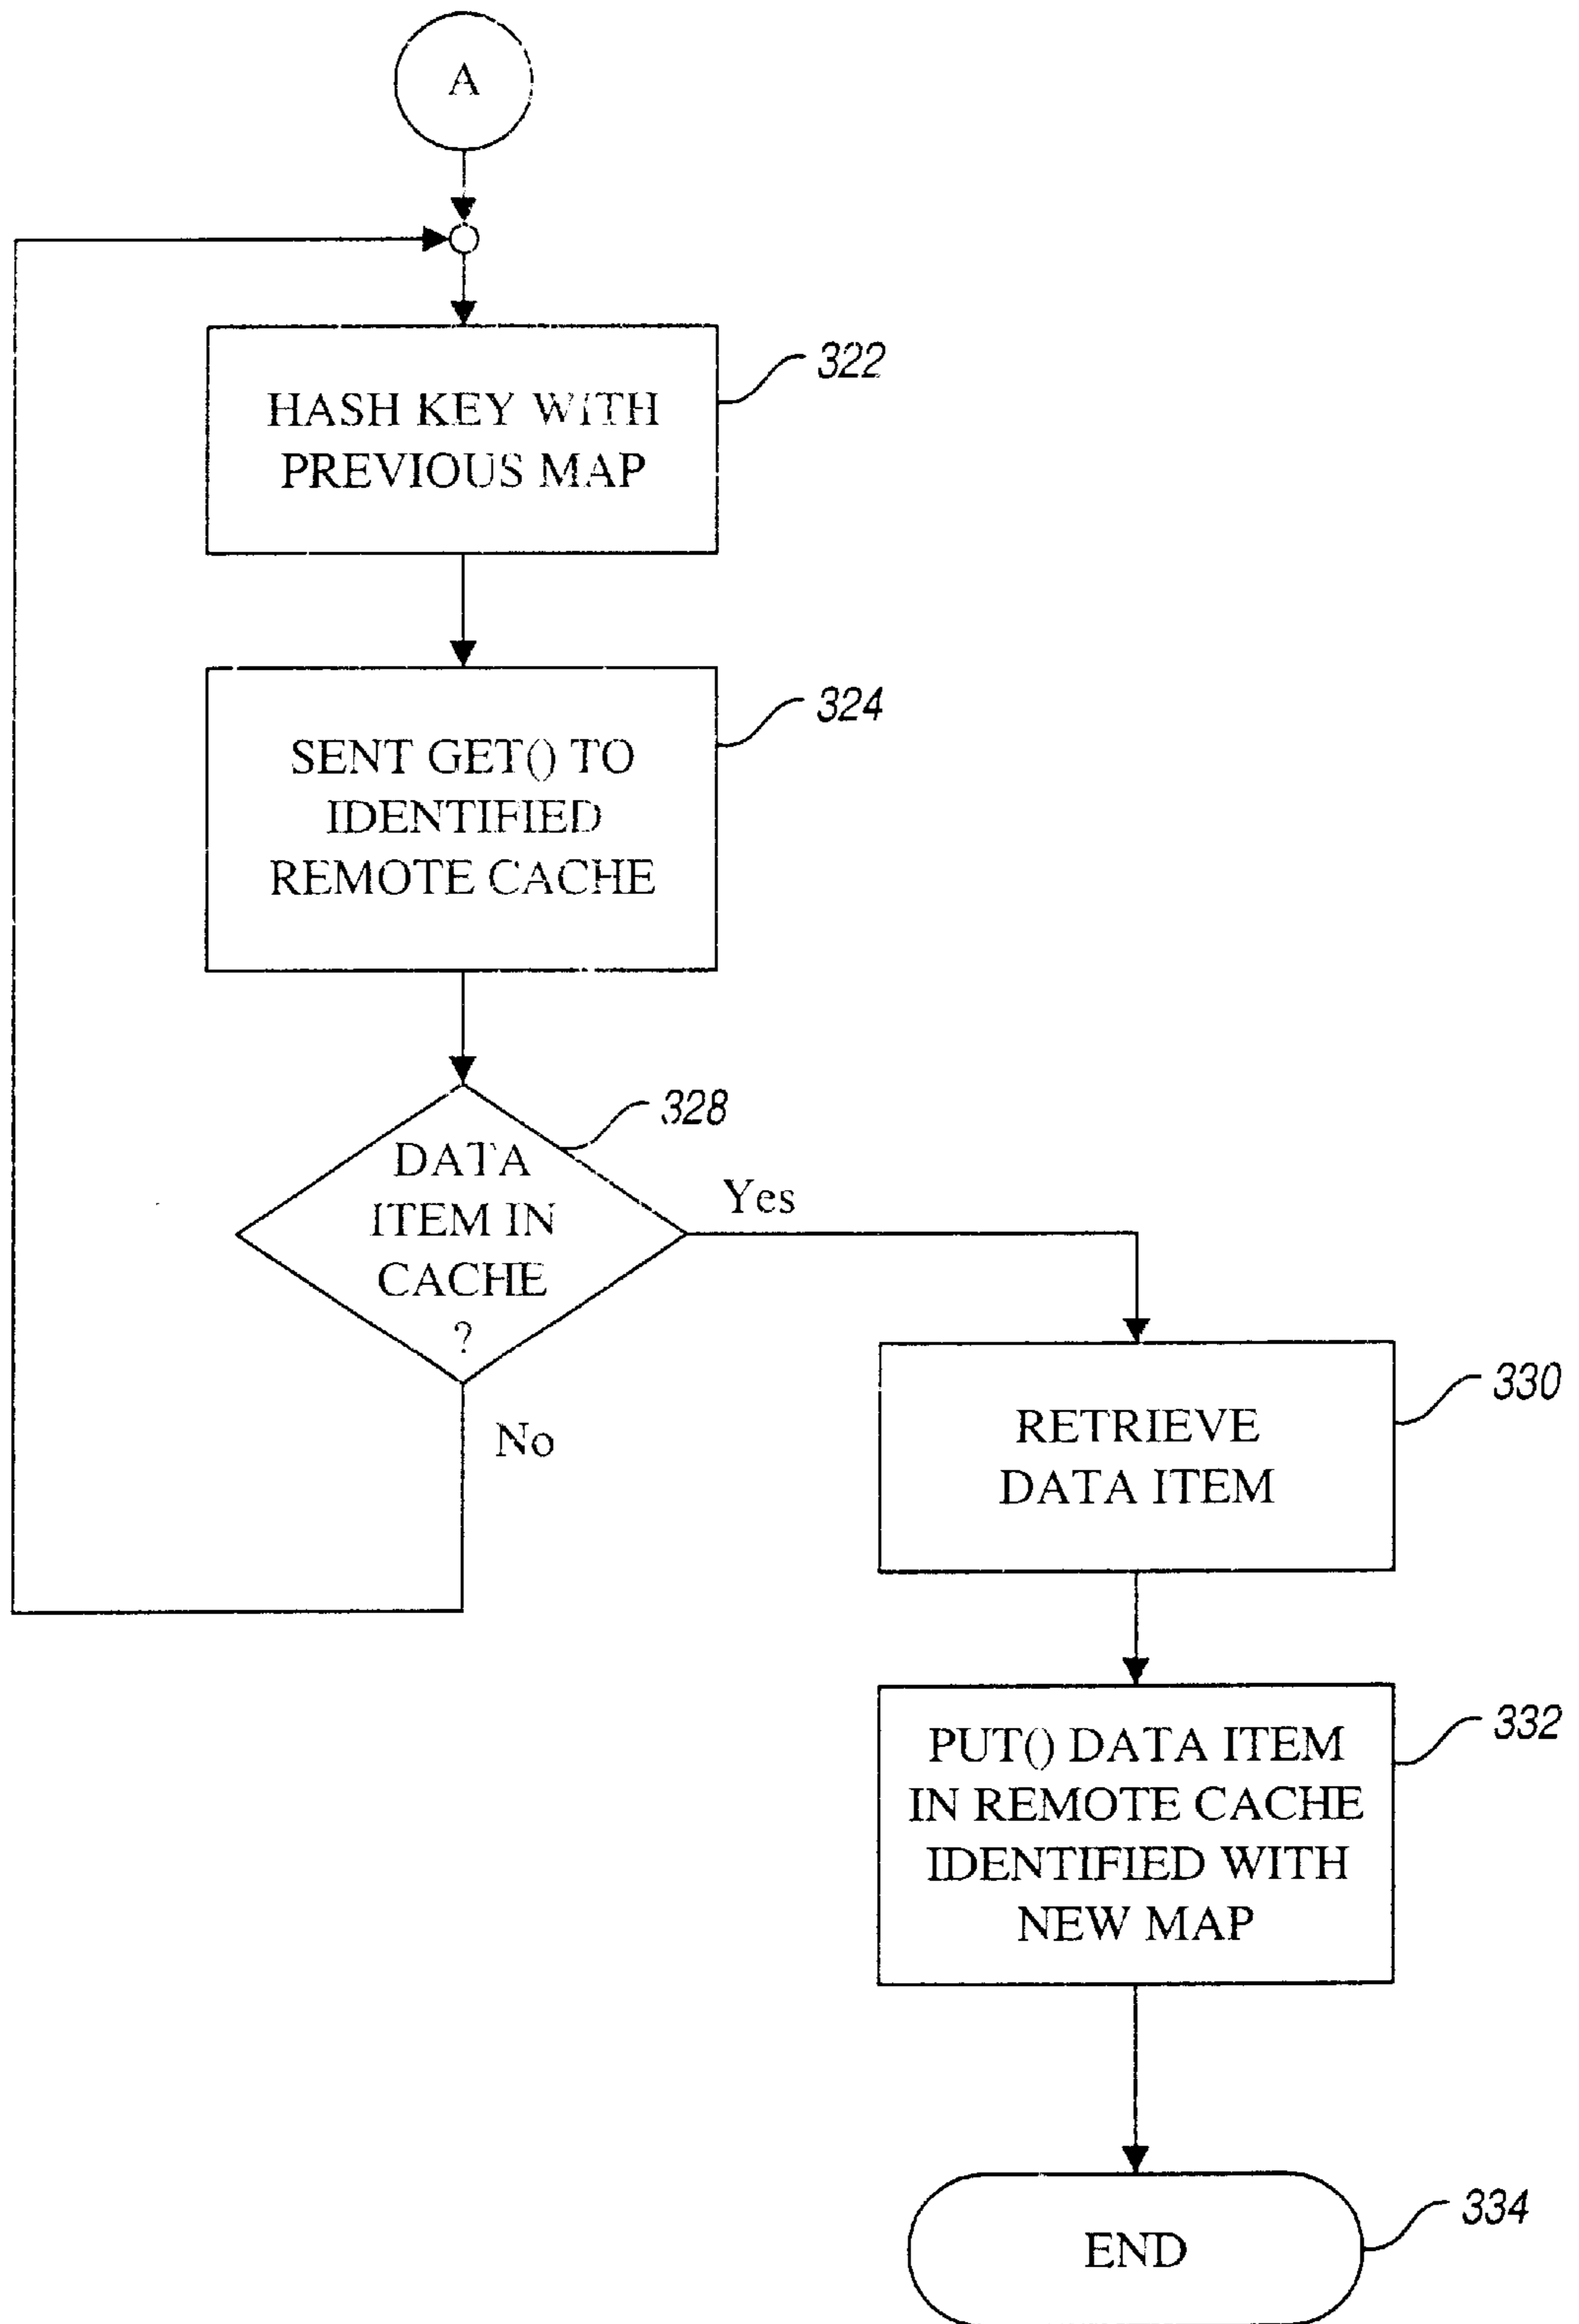 A
322
HASH KEY WITH
PREVIOUS MAP
324
SENT GET() TO
IDENTIFIED
REMOTE CACHE
328
DATA
ITEM IN
CACHE
?
Yes
No
330
RETRIEVE
DATA ITEM
332
PUT() DATA ITEM
IN REMOTE CACHE
IDENTIFIED WITH
NEW MAP
334
END